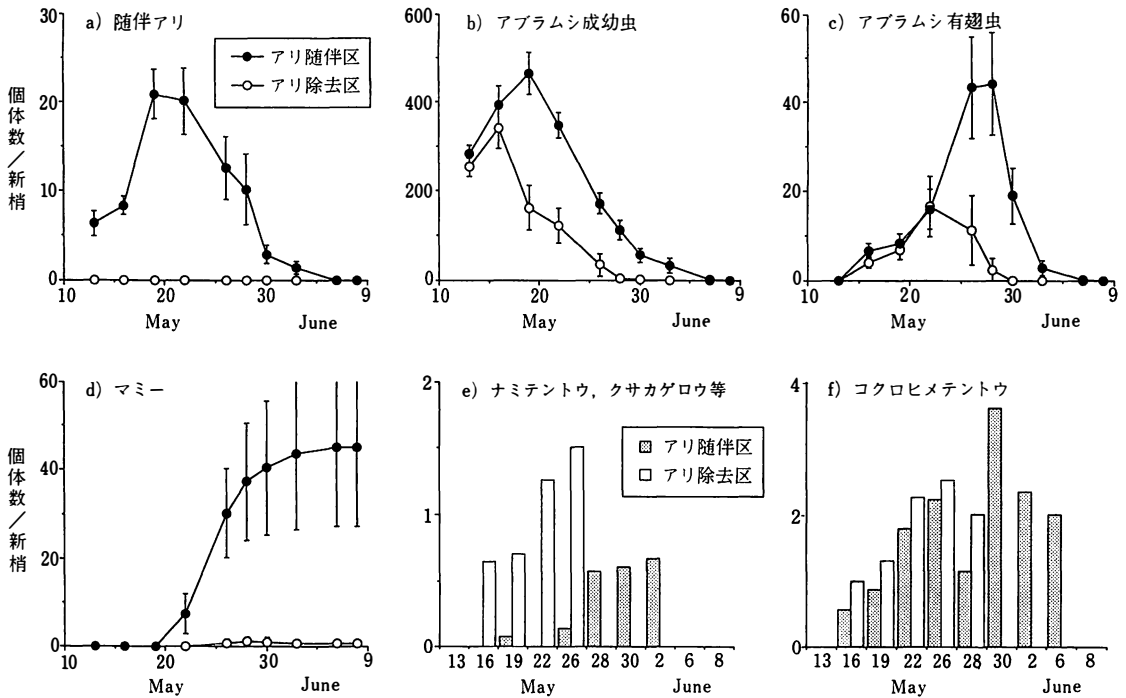 a) 随伴アリ
アリ随伴区
アリ除去区
個体数/新梢
30
20
10
0
10 20 30 9
May June
b) アブラムシ成幼虫
600
400
200
0
10 20 30 9
May June
c) アブラムシ有翅虫
60
40
20
0
10 20 30 9
May June
d) マミー
個体数/新梢
60
40
20
0
10 20 30 9
May June
e) ナミテントウ, クサカゲロウ等
アリ随伴区
アリ除去区
2
1
0
13 16 19 22 26 28 30 2 6 8
May June
f) コクロヒメテントウ
4
2
0
13 16 19 22 26 28 30 2 6 8
May June